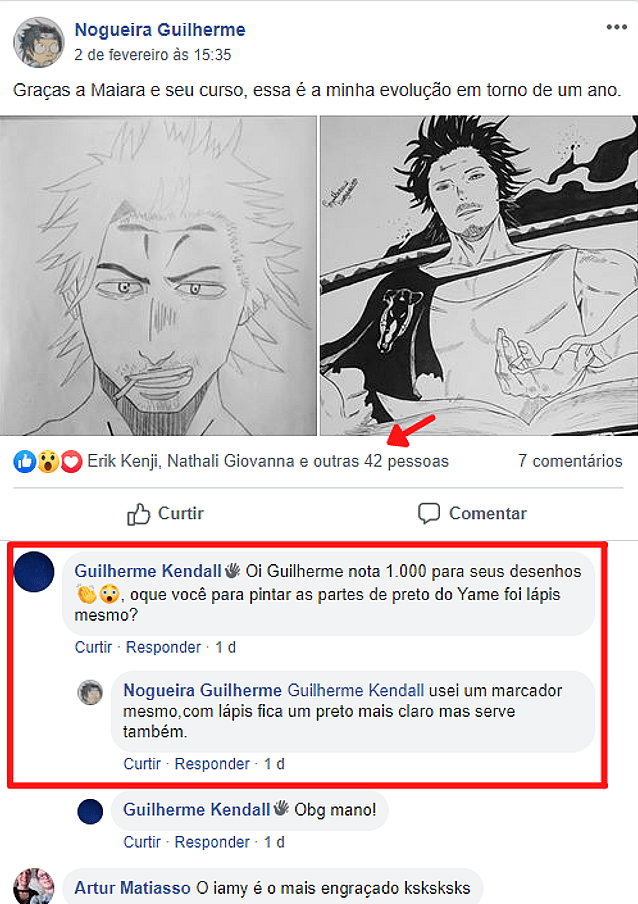 Nogueira Guilherme
2 de fevereiro às 15:35
Graças a Maiara e seu curso, essa é a minha evolução em torno de um ano.
Erik Kenji, Nathali Giovanna e outras 42 pessoas
7 comentários
Curtir
Comentar
Guilherme Kendall👋 Oi Guilherme nota 1.000 para seus desenhos
👏😲, oque você para pintar as partes de preto do Yame foi lápis
mesmo?
Curtir · Responder · 1 d
Nogueira Guilherme Guilherme Kendall usei um marcador
mesmo,com lápis fica um preto mais claro mas serve
também.
Curtir · Responder · 1 d
Guilherme Kendall👋 Obg mano!
Curtir · Responder · 1 d
Artur Matiasso O iamy é o mais engraçado ksksksks